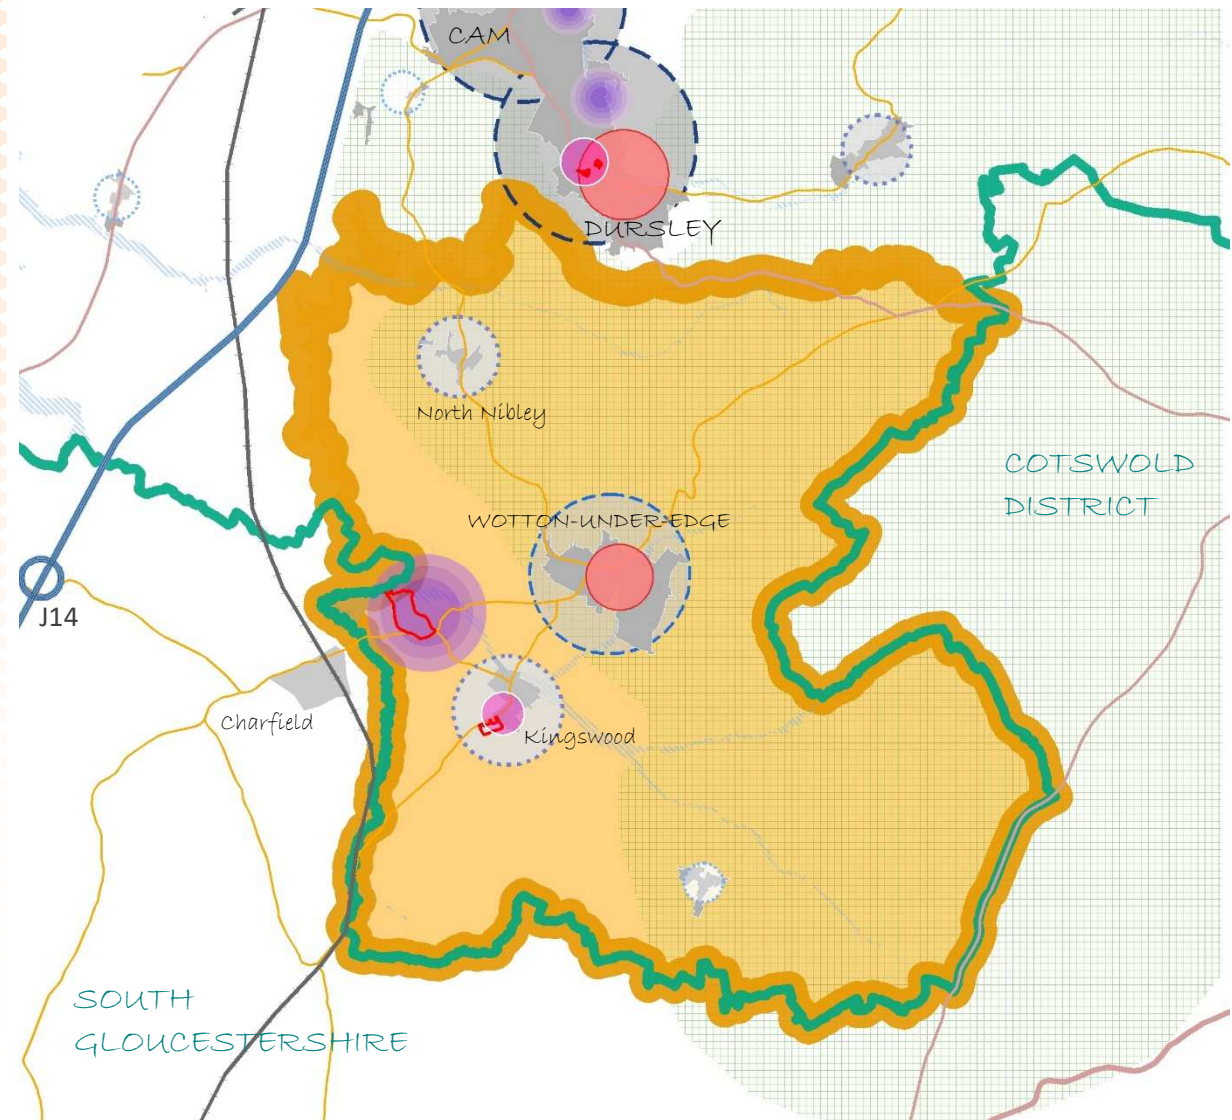 CAM
DURSLEY
North Nibley
COTSWOLD
DISTRICT
WOTTON-UNDER-EDGE
J14
Charfield
Kingswood
SOUTH
GLOUCESTERSHIRE